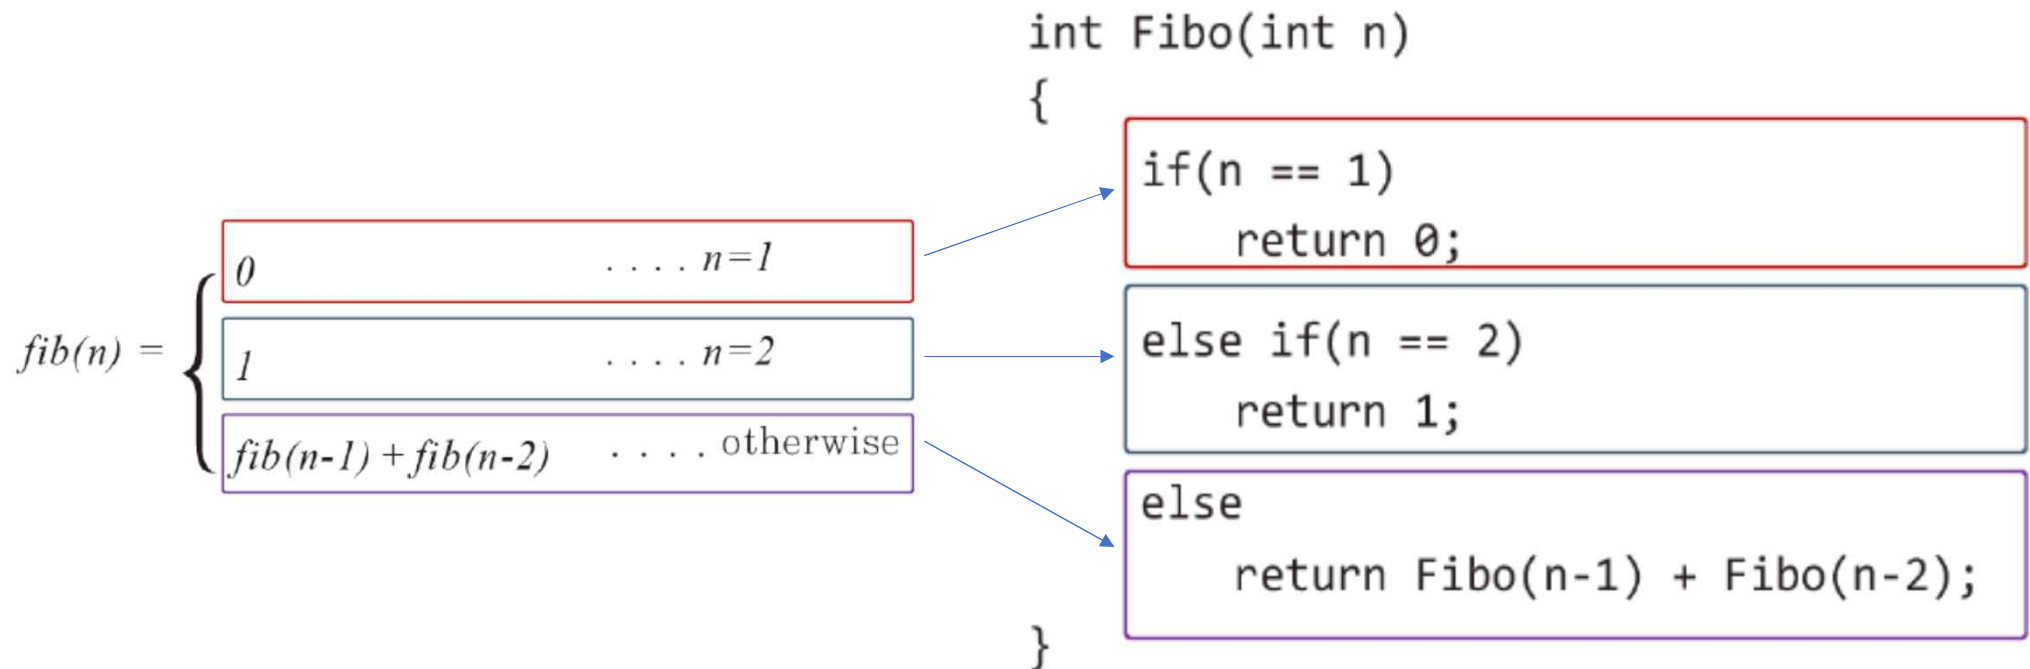 fib(n) =
0 .... n=1
1 .... n=2
fib(n-1)+fib(n-2) .... otherwise
int Fibo(int n)
{
if(n == 1)
return 0;
else if(n == 2)
return 1;
else
return Fibo(n-1) + Fibo(n-2);
}